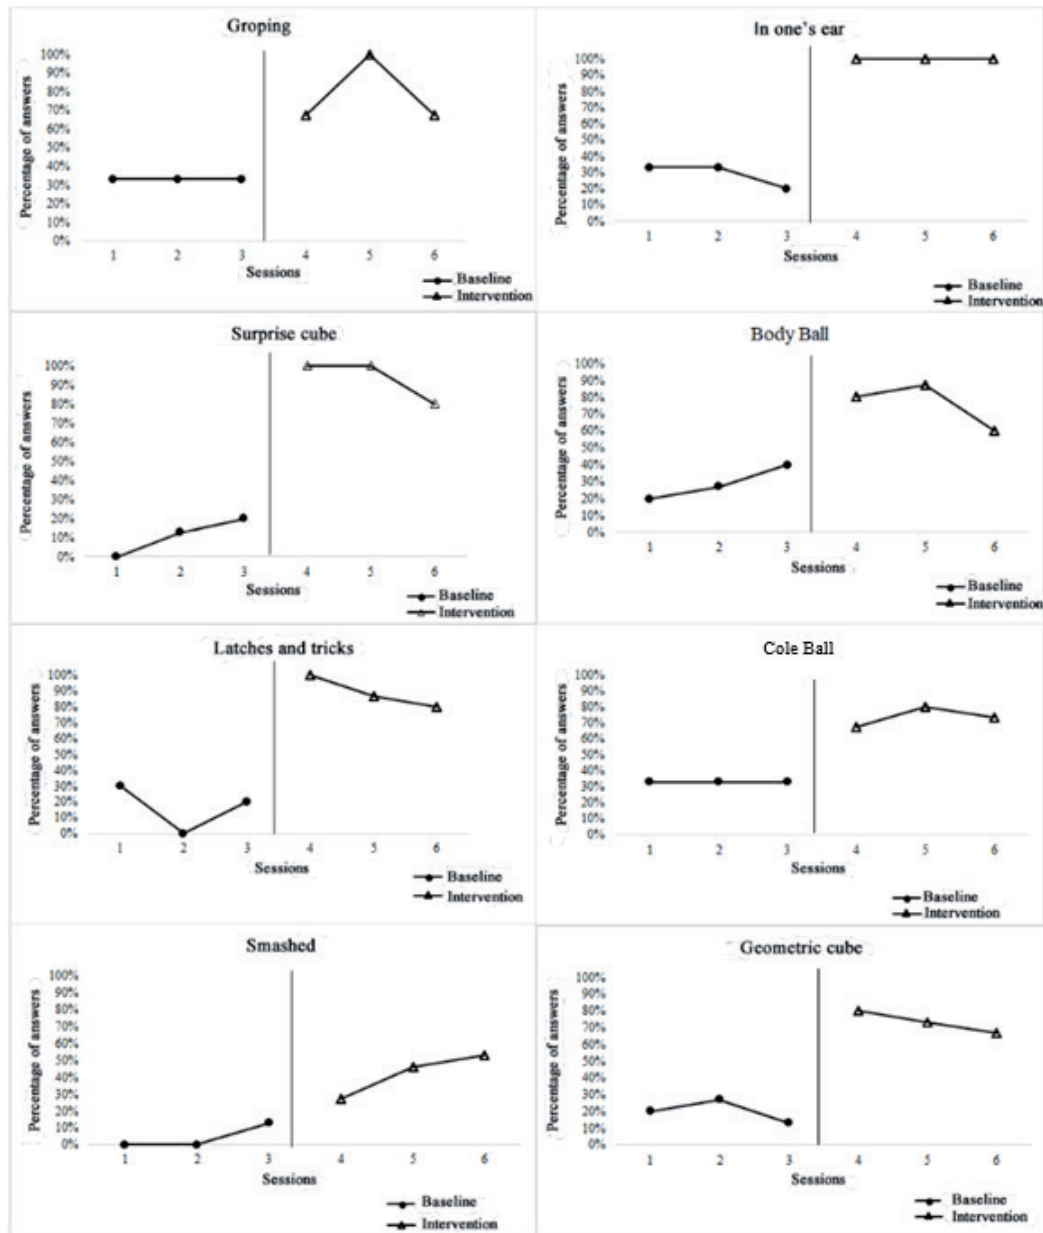 Groping
Percentage of answers
100%
90%
80%
70%
60%
50%
40%
30%
20%
10%
0%
1 2 3 4 5 6
Sessions
Baseline
Intervention
In one's ear
Percentage of answers
100%
90%
80%
70%
60%
50%
40%
30%
20%
10%
0%
1 2 3 4 5 6
Sessions
Baseline
Intervention
Surprise cube
Percentage of answers
100%
90%
80%
70%
60%
50%
40%
30%
20%
10%
0%
1 2 3 4 5 6
Sessions
Baseline
Intervention
Body Ball
Percentage of answers
100%
90%
80%
70%
60%
50%
40%
30%
20%
10%
0%
1 2 3 4 5 6
Sessions
Baseline
Intervention
Latches and tricks
Percentage of answers
100%
90%
80%
70%
60%
50%
40%
30%
20%
10%
0%
1 2 3 4 5 6
Sessions
Baseline
Intervention
Cole Ball
Percentage of answers
100%
90%
80%
70%
60%
50%
40%
30%
20%
10%
0%
1 2 3 4 5 6
Sessions
Baseline
Intervention
Smashed
Percentage of answers
100%
90%
80%
70%
60%
50%
40%
30%
20%
10%
0%
1 2 3 4 5 6
Sessions
Baseline
Intervention
Geometric cube
Percentage of answers
100%
90%
80%
70%
60%
50%
40%
30%
20%
10%
0%
1 2 3 4 5 6
Sessions
Baseline
Intervention